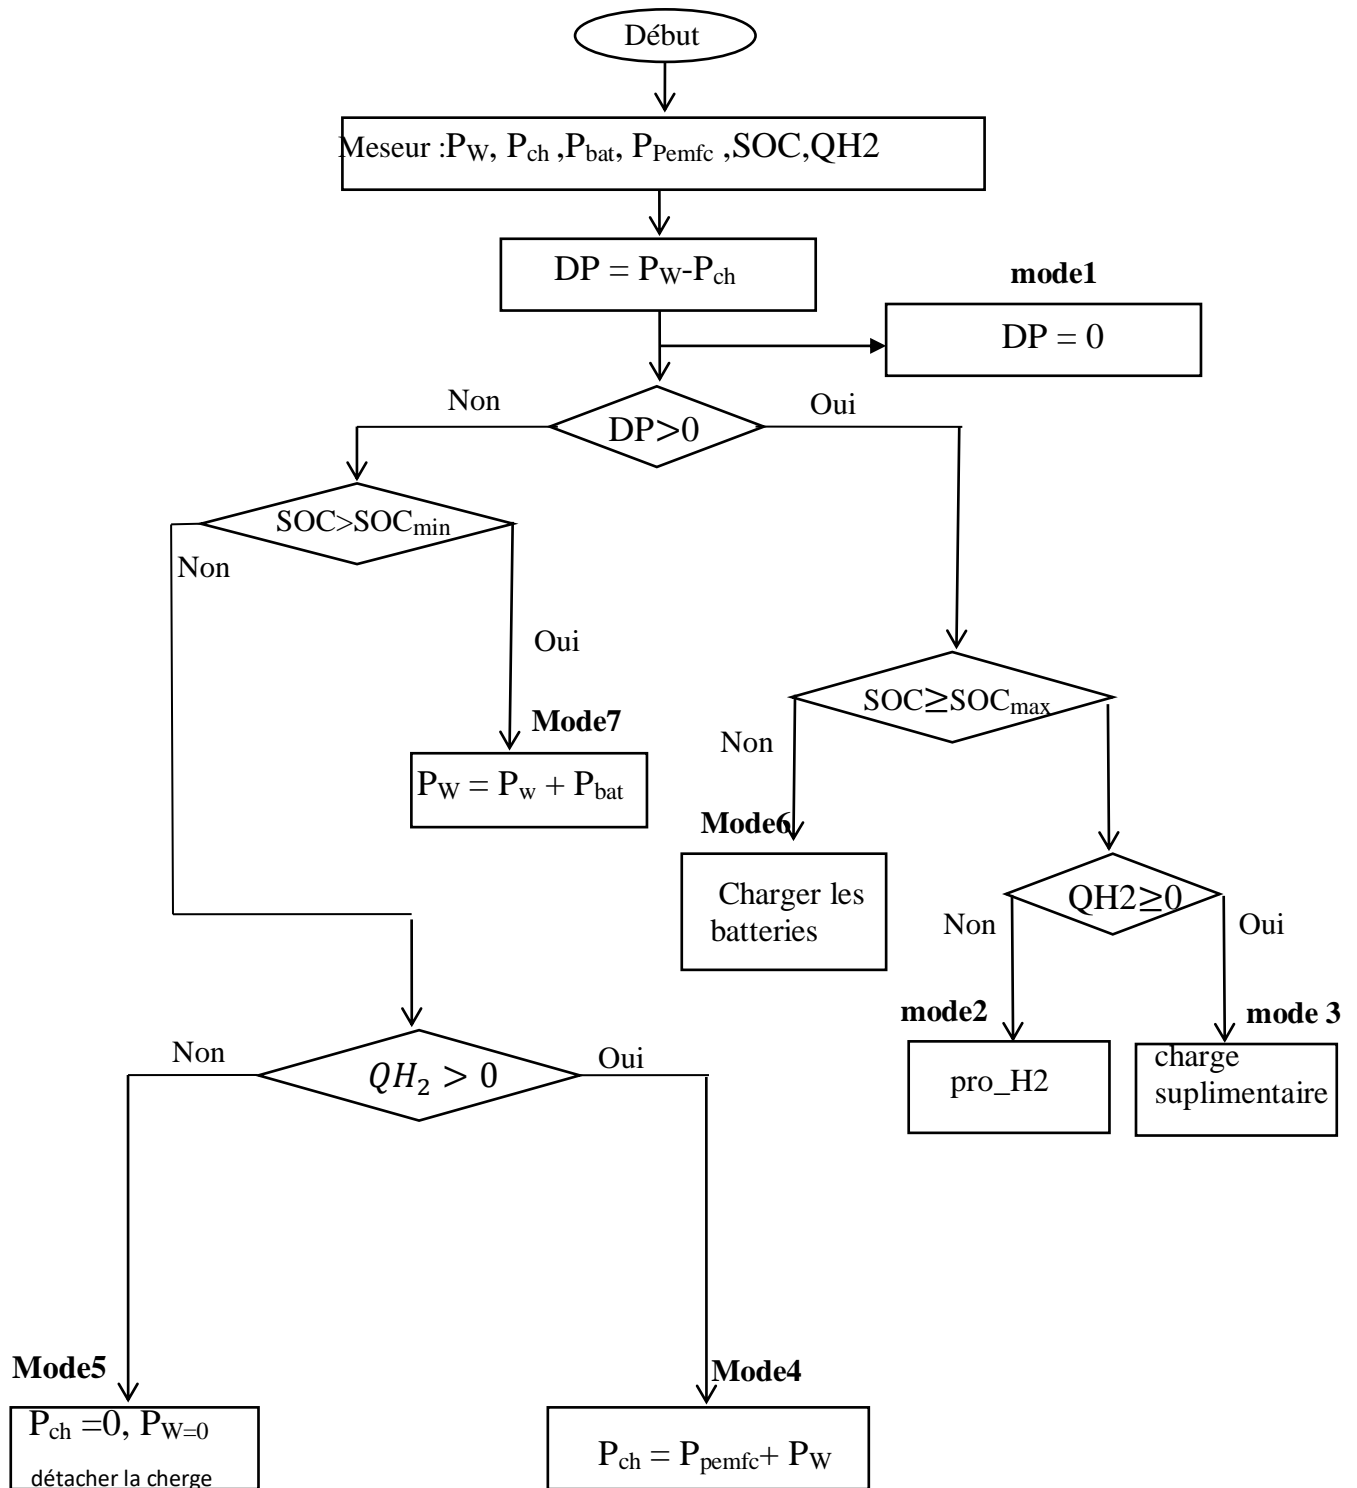 Début
Meseur :PW, Pch ,Pbat, PPemfc ,SOC,QH2
DP = PW-Pch
mode1
DP = 0
Non
Oui
DP>0
SOC>SOCmin
Non
Oui
Mode7
PW = Pw + Pbat
SOC≥SOCmax
Non
Mode6
Charger les
batteries
QH2≥0
Non
Oui
mode2
mode 3
pro_H2
charge
suplimentaire
Non
Oui
QH2 > 0
Mode5
Mode4
Pch =0, PW=0
détacher la cherge
Pch = Ppemfc+ PW